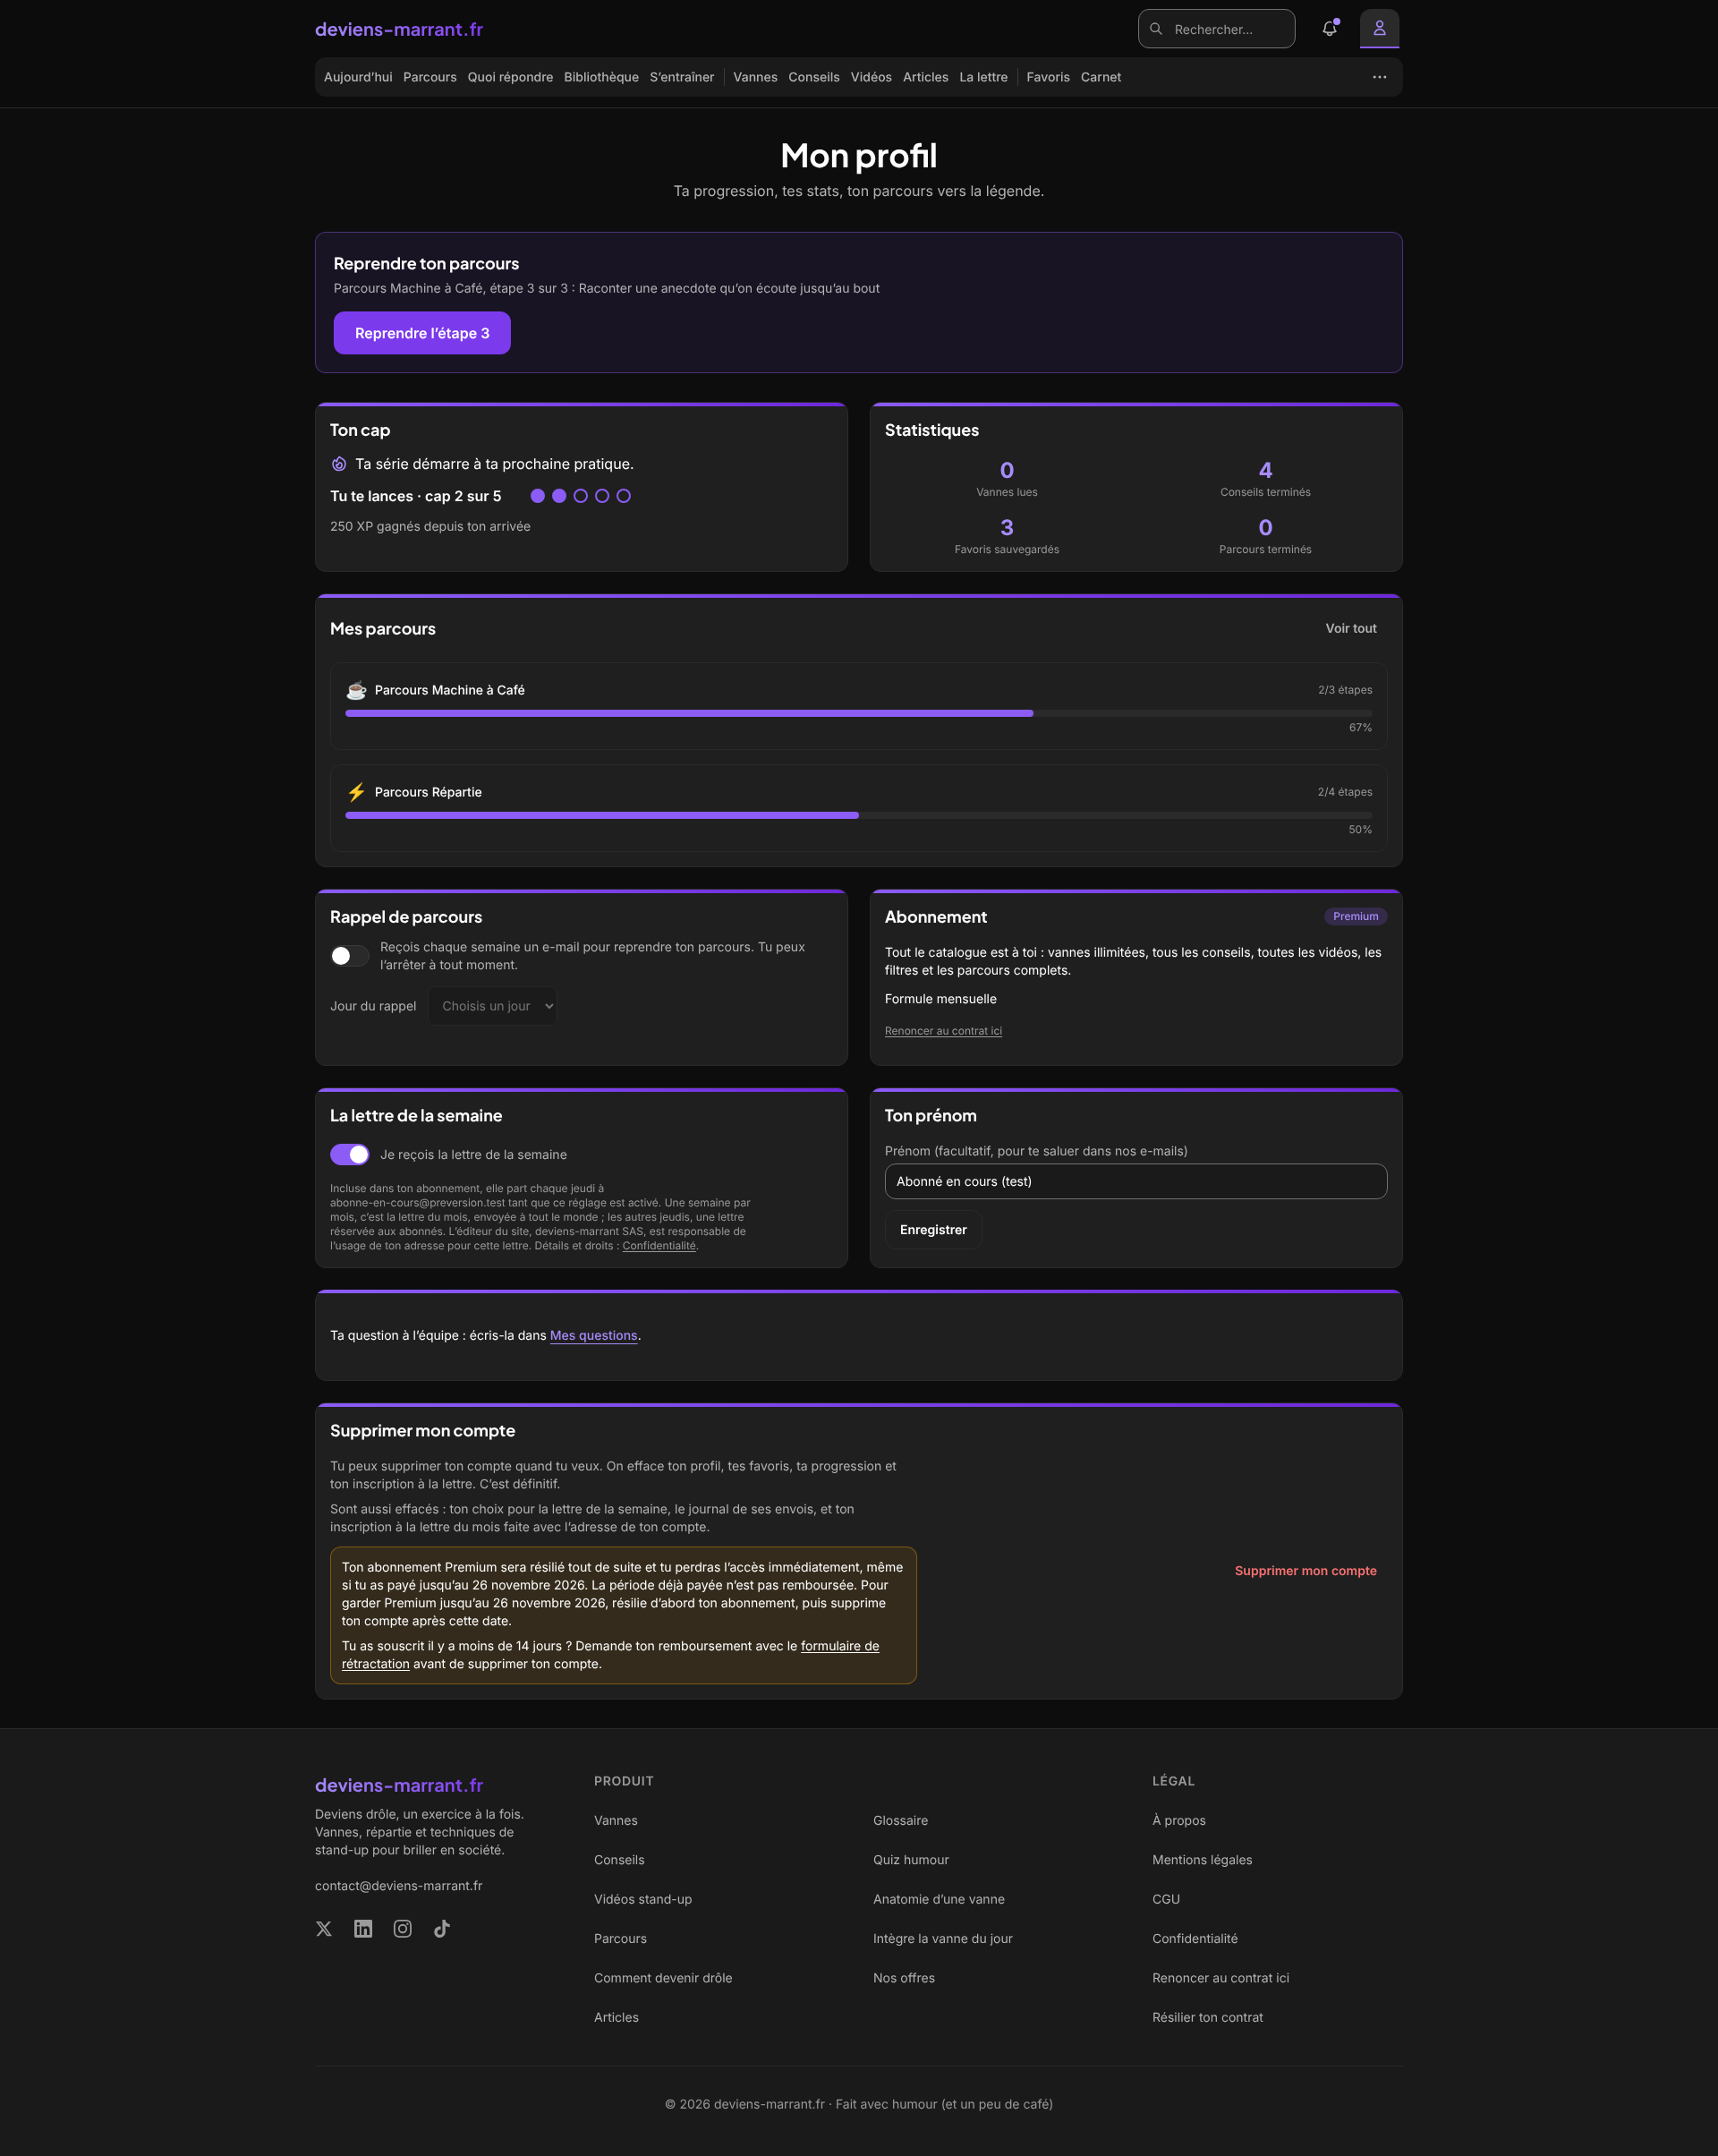 deviens-marrant.fr
Rechercher...
Aujourd’hui Parcours Quoi répondre Bibliothèque S’entraîner Vannes Conseils Vidéos Articles La lettre Favoris Carnet
Mon profil
Ta progression, tes stats, ton parcours vers la légende.
Reprendre ton parcours
Parcours Machine à Café, étape 3 sur 3 : Raconter une anecdote qu’on écoute jusqu’au bout
Reprendre l’étape 3
Ton cap
Ta série démarre à ta prochaine pratique.
Tu te lances · cap 2 sur 5
250 XP gagnés depuis ton arrivée
Statistiques
0
Vannes lues
4
Conseils terminés
3
Favoris sauvegardés
0
Parcours terminés
Mes parcours
Voir tout
Parcours Machine à Café
2/3 étapes
67%
Parcours Répartie
2/4 étapes
50%
Rappel de parcours
Reçois chaque semaine un e-mail pour reprendre ton parcours. Tu peux
l’arrêter à tout moment.
Jour du rappel
Choisis un jour
Abonnement
Premium
Tout le catalogue est à toi : vannes illimitées, tous les conseils, toutes les vidéos, les
filtres et les parcours complets.
Formule mensuelle
Renoncer au contrat ici
La lettre de la semaine
Je reçois la lettre de la semaine
Incluse dans ton abonnement, elle part chaque jeudi à
abonne-en-cours@preversion.test tant que ce réglage est activé. Une semaine par
mois, c’est la lettre du mois, envoyée à tout le monde ; les autres jeudis, une lettre
réservée aux abonnés. L’éditeur du site, deviens-marrant SAS, est responsable de
l’usage de ton adresse pour cette lettre. Détails et droits : Confidentialité.
Ton prénom
Prénom (facultatif, pour te saluer dans nos e-mails)
Abonné en cours (test)
Enregistrer
Ta question à l’équipe : écris-la dans Mes questions.
Supprimer mon compte
Tu peux supprimer ton compte quand tu veux. On efface ton profil, tes favoris, ta progression et
ton inscription à la lettre. C’est définitif.
Sont aussi effacés : ton choix pour la lettre de la semaine, le journal de ses envois, et ton
inscription à la lettre du mois faite avec l’adresse de ton compte.
Ton abonnement Premium sera résilié tout de suite et tu perdras l’accès immédiatement, même
si tu as payé jusqu’au 26 novembre 2026. La période déjà payée n’est pas remboursée. Pour
garder Premium jusqu’au 26 novembre 2026, résilie d’abord ton abonnement, puis supprime
ton compte après cette date.
Tu as souscrit il y a moins de 14 jours ? Demande ton remboursement avec le formulaire de
rétractation avant de supprimer ton compte.
Supprimer mon compte
deviens-marrant.fr
Deviens drôle, un exercice à la fois.
Vannes, répartie et techniques de
stand-up pour briller en société.
contact@deviens-marrant.fr
PRODUIT
Vannes
Conseils
Vidéos stand-up
Parcours
Comment devenir drôle
Articles
Glossaire
Quiz humour
Anatomie d’une vanne
Intègre la vanne du jour
Nos offres
LÉGAL
À propos
Mentions légales
CGU
Confidentialité
Renoncer au contrat ici
Résilier ton contrat
© 2026 deviens-marrant.fr · Fait avec humour (et un peu de café)